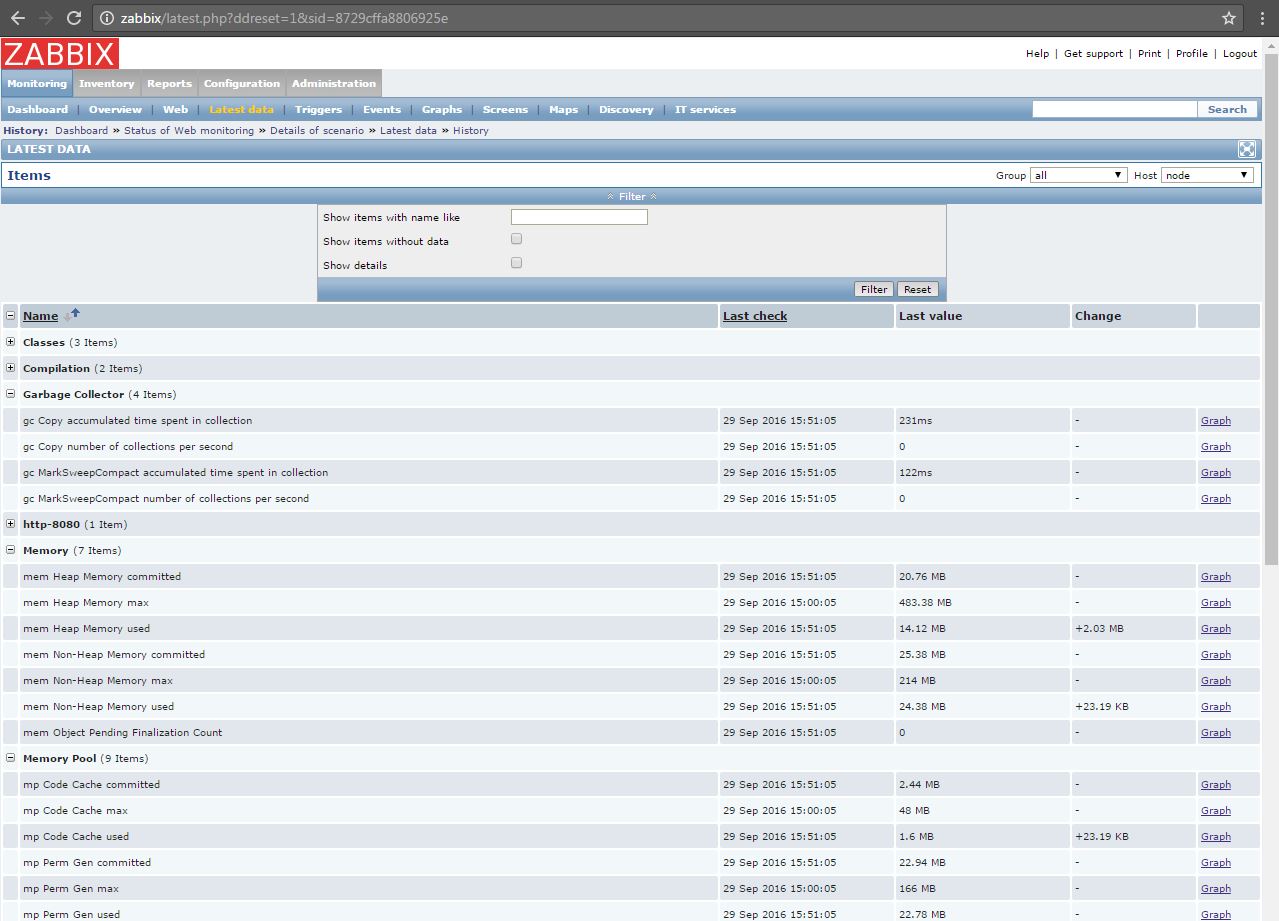 zabbix/latest.php?ddreset=1&sid=8729cffa8806925e
ZABBIX
Help | Get support | Print | Profile | Logout
Monitoring Inventory Reports Configuration Administration
Dashboard | Overview | Web | Latest data | Triggers | Events | Graphs | Screens | Maps | Discovery | IT services Search
History: Dashboard » Status of Web monitoring » Details of scenario » Latest data » History
LATEST DATA
Items Group all Host node
Filter
Show items with name like
Show items without data
Show details
Filter Reset
Name Last check Last value Change
Classes (3 Items)
Compilation (2 Items)
Garbage Collector (4 Items)
gc Copy accumulated time spent in collection 29 Sep 2016 15:51:05 231ms - Graph
gc Copy number of collections per second 29 Sep 2016 15:51:05 0 - Graph
gc MarkSweepCompact accumulated time spent in collection 29 Sep 2016 15:51:05 122ms - Graph
gc MarkSweepCompact number of collections per second 29 Sep 2016 15:51:05 0 - Graph
http-8080 (1 Item)
Memory (7 Items)
mem Heap Memory committed 29 Sep 2016 15:51:05 20.76 MB - Graph
mem Heap Memory max 29 Sep 2016 15:00:05 483.38 MB - Graph
mem Heap Memory used 29 Sep 2016 15:51:05 14.12 MB +2.03 MB Graph
mem Non-Heap Memory committed 29 Sep 2016 15:51:05 25.38 MB - Graph
mem Non-Heap Memory max 29 Sep 2016 15:00:05 214 MB - Graph
mem Non-Heap Memory used 29 Sep 2016 15:51:05 24.38 MB +23.19 KB Graph
mem Object Pending Finalization Count 29 Sep 2016 15:51:05 0 - Graph
Memory Pool (9 Items)
mp Code Cache committed 29 Sep 2016 15:51:05 2.44 MB - Graph
mp Code Cache max 29 Sep 2016 15:00:05 48 MB - Graph
mp Code Cache used 29 Sep 2016 15:51:05 1.6 MB +23.19 KB Graph
mp Perm Gen committed 29 Sep 2016 15:51:05 22.94 MB - Graph
mp Perm Gen max 29 Sep 2016 15:00:05 166 MB - Graph
mp Perm Gen used 29 Sep 2016 15:51:05 22.78 MB - Graph